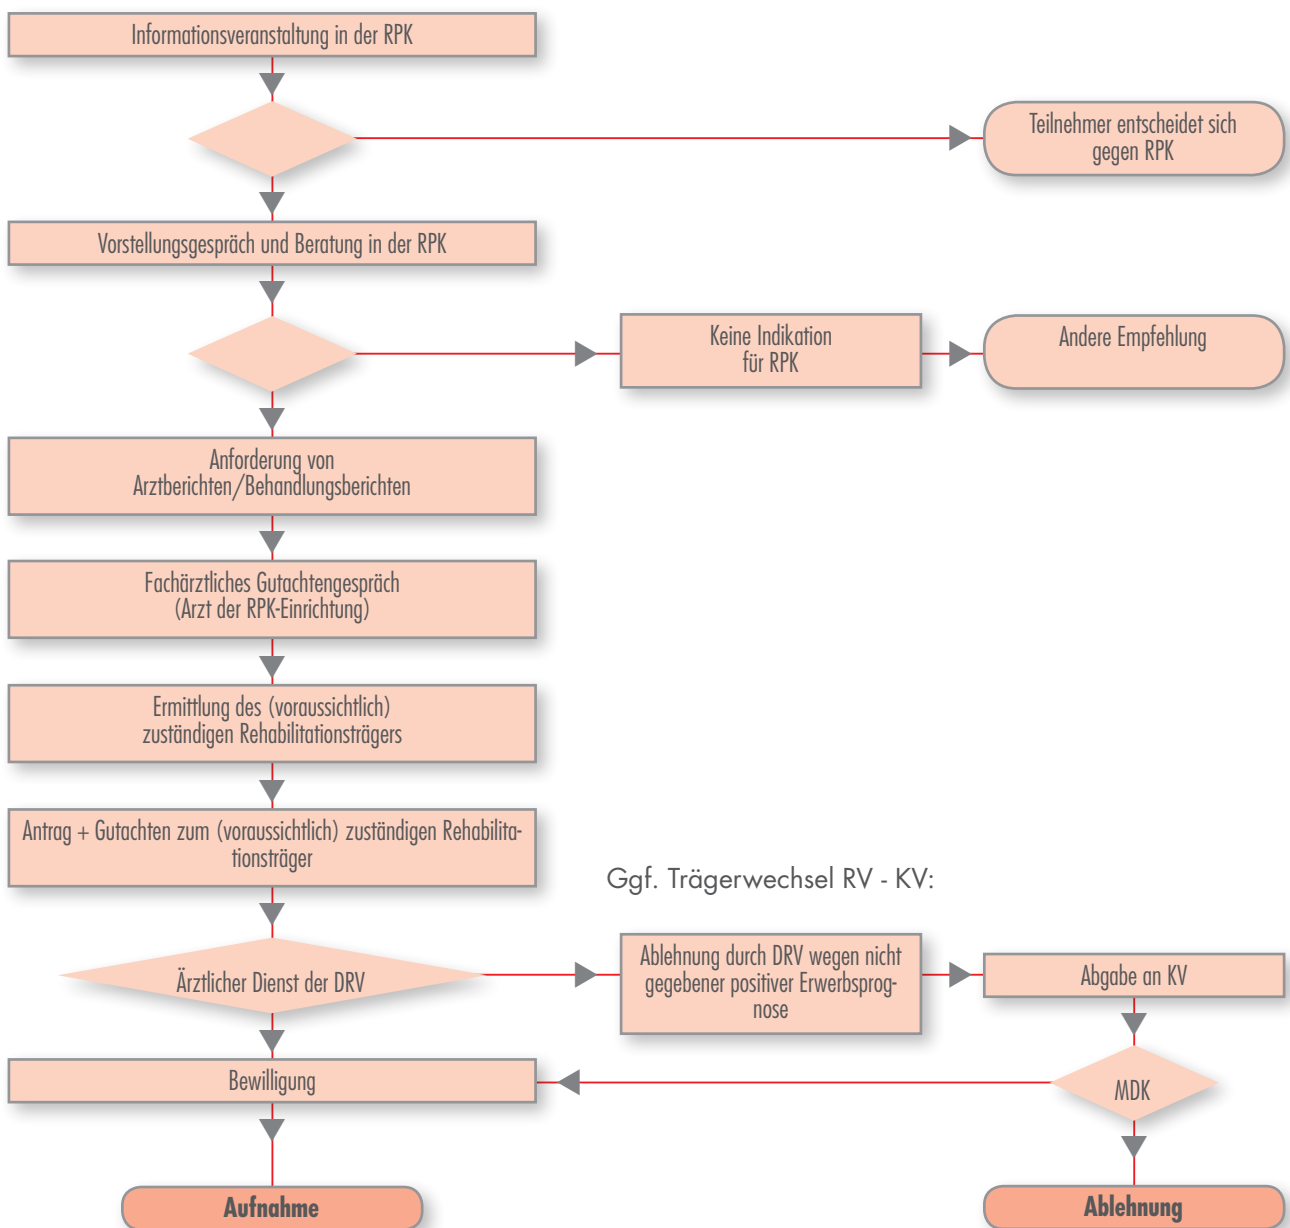 Informationsveranstaltung in der RPK
Teilnehmer entscheidet sich
gegen RPK
Vorstellungsgespräch und Beratung in der RPK
Keine Indikation
für RPK
Andere Empfehlung
Anforderung von
Arztberichten/Behandlungsberichten
Fachärztliches Gutachtengespräch
(Arzt der RPK-Einrichtung)
Ermittlung des (voraussichtlich)
zuständigen Rehabilitationsträgers
Antrag + Gutachten zum (voraussichtlich) zuständigen Rehabilita-
tionsträger
Ggf. Trägerwechsel RV - KV:
Ärztlicher Dienst der DRV
Ablehnung durch DRV wegen nicht
gegebener positiver Erwerbsprog-
nose
Abgabe an KV
Bewilligung
MDK
Aufnahme
Ablehnung